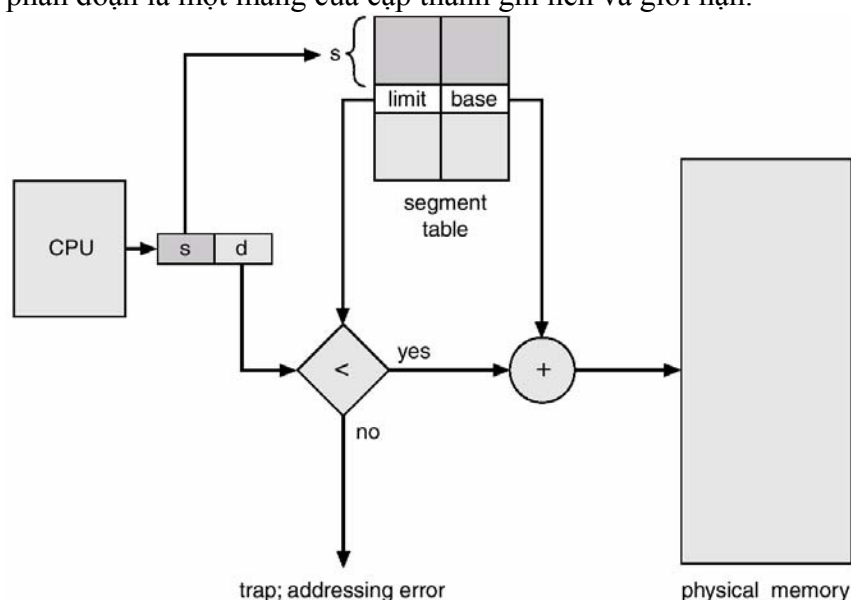 phân đoạn là một mảng của cặp thanh ghi nền và giới hạn.
s
limit base
segment
table
CPU
s d
<
yes
+
no
trap; addressing error
physical memory